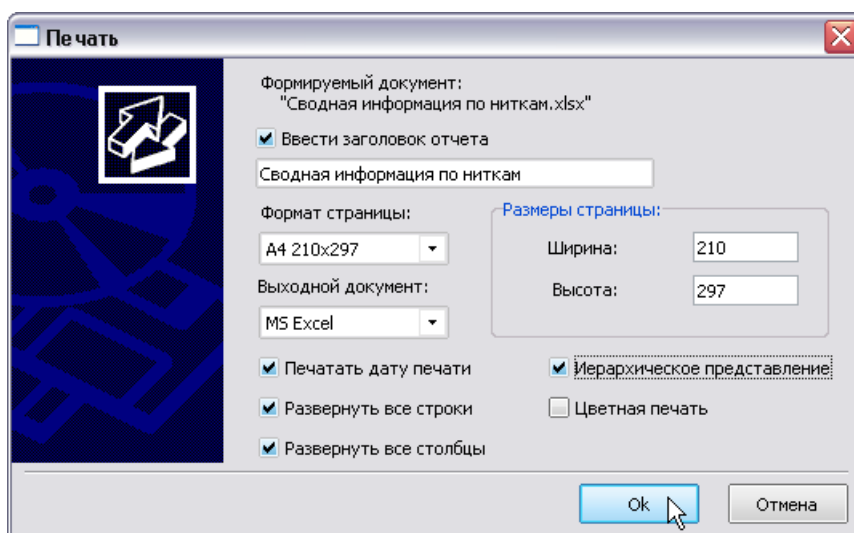 Печать
Формируемый документ:
"Сводная информация по ниткам.xlsx"
Ввести заголовок отчета
Сводная информация по ниткам
Формат страницы:
A4 210x297
Размеры страницы:
Ширина: 210
Высота: 297
Выходной документ:
MS Excel
Печатать дату печати
Иерархическое представление
Развернуть все строки
Цветная печать
Развернуть все столбцы
Ok
Отмена